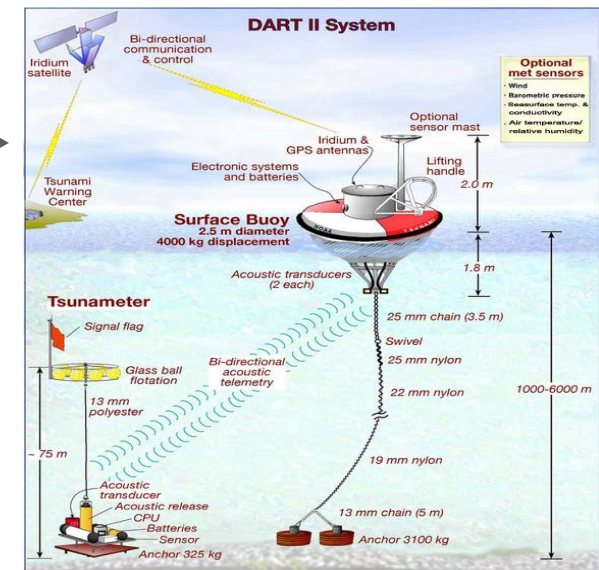 DART II System
Iridium
satellite
Bi-directional
communication
& control
Optional
met sensors
· Wind
· Barometric pressure
· Seasurface temp. &
conductivity
· Air temperature/
relative humidity
Optional
sensor mast
Iridium &
GPS antennas
Electronic systems
and batteries
Lifting
handle
2.0 m
Tsunami
Warning
Center
Surface Buoy
2.5 m diameter
4000 kg displacement
NOAA
TSUNAMI
1.8 m
Acoustic transducers
(2 each)
Tsunameter
Signal flag
25 mm chain (3.5 m)
Swivel
25 mm nylon
Bi-directional
acoustic
telemetry
Glass ball
flotation
22 mm nylon
1000-6000 m
13 mm
polyester
~ 75 m
19 mm nylon
Acoustic
transducer
Acoustic release
CPU
Batteries
Sensor
Anchor 325 kg
13 mm chain (5 m)
Anchor 3100 kg